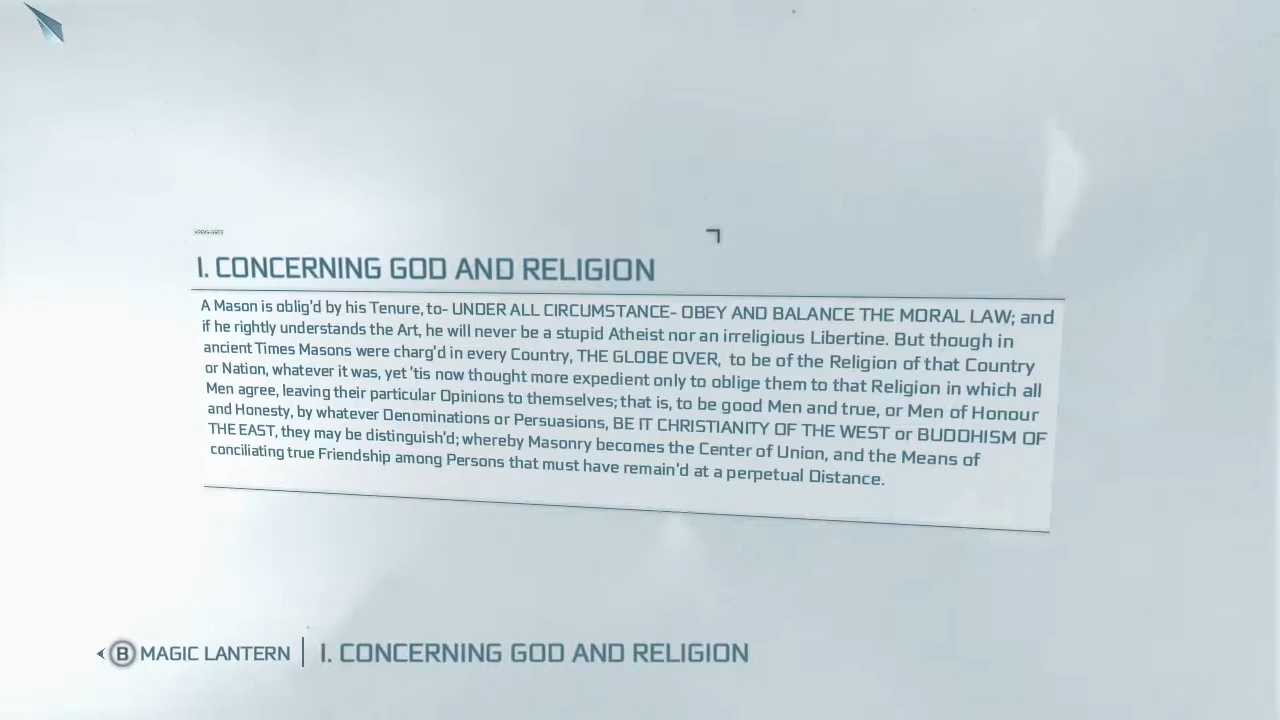 I. CONCERNING GOD AND RELIGION
A Mason is oblig'd by his Tenure, to- UNDER ALL CIRCUMSTANCE- OBEY AND BALANCE THE MORAL LAW; and
if he rightly understands the Art, he will never be a stupid Atheist nor an irreligious Libertine. But though in
ancient Times Masons were charg'd in every Country, THE GLOBE OVER, to be of the Religion of that Country
or Nation, whatever it was, yet 'tis now thought more expedient only to oblige them to that Religion in which all
Men agree, leaving their particular Opinions to themselves; that is, to be good Men and true, or Men of Honour
and Honesty, by whatever Denominations or Persuasions, BE IT CHRISTIANITY OF THE WEST or BUDDHISM OF
THE EAST, they may be distinguish'd; whereby Masonry becomes the Center of Union, and the Means of
conciliating true Friendship among Persons that must have remain'd at a perpetual Distance.
B MAGIC LANTERN | I. CONCERNING GOD AND RELIGION